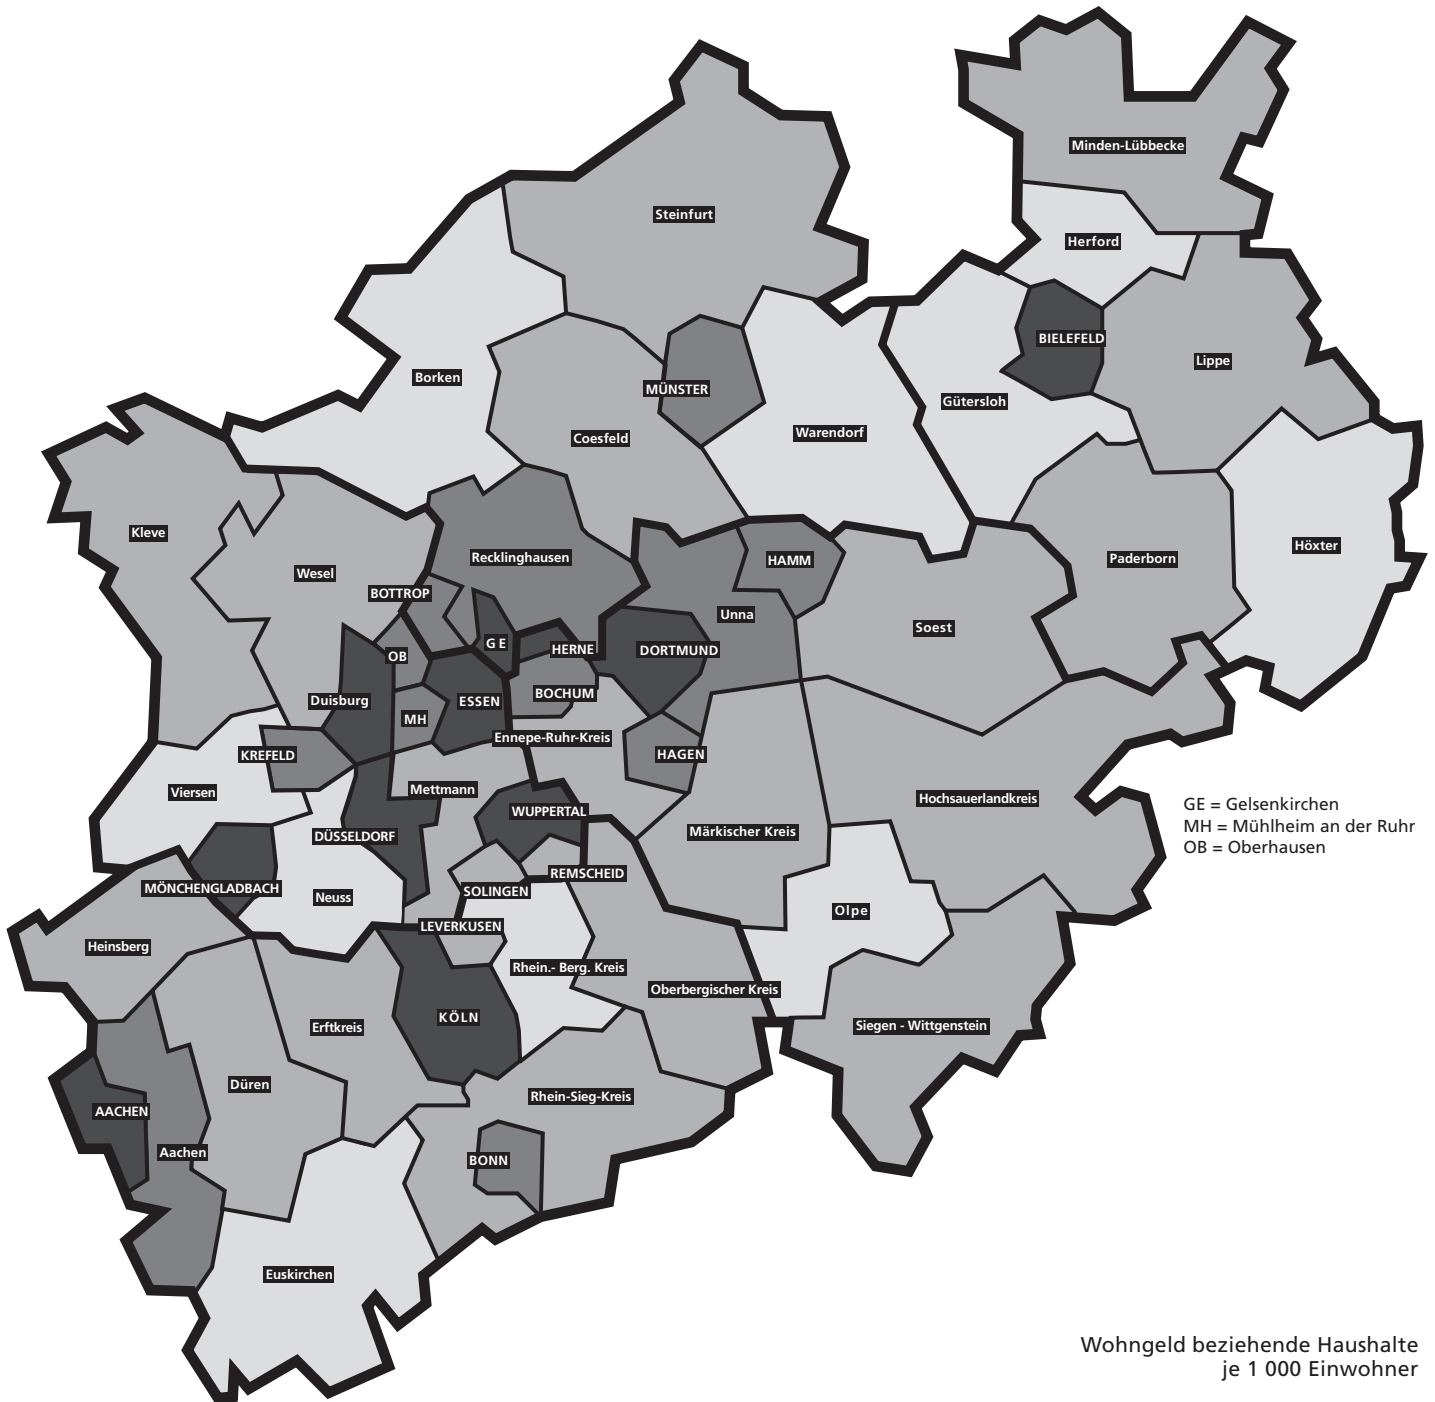 Minden-Lübbecke
Steinfurt
Herford
BIELEFELD
Lippe
Borken
MÜNSTER
Gütersloh
Warendorf
Coesfeld
Kleve
Höxter
Recklinghausen
Paderborn
HAMM
Wesel
BOTTROP
Unna
Soest
G E
HERNE
DORTMUND
OB
BOCHUM
Duisburg
ESSEN
MH
Ennepe-Ruhr-Kreis
KREFELD
HAGEN
Mettmann
Viersen
Hochsauerlandkreis
GE = Gelsenkirchen
MH = Mühlheim an der Ruhr
OB = Oberhausen
WUPPERTAL
Märkischer Kreis
DÜSSELDORF
REMSCHEID
MÖNCHENGLADBACH
SOLINGEN
Neuss
Olpe
LEVERKUSEN
Heinsberg
Rhein.- Berg. Kreis
Oberbergischer Kreis
KÖLN
Erftkreis
Siegen - Wittgenstein
Düren
Rhein-Sieg-Kreis
AACHEN
Aachen
BONN
Euskirchen
Wohngeld beziehende Haushalte
je 1 000 Einwohner